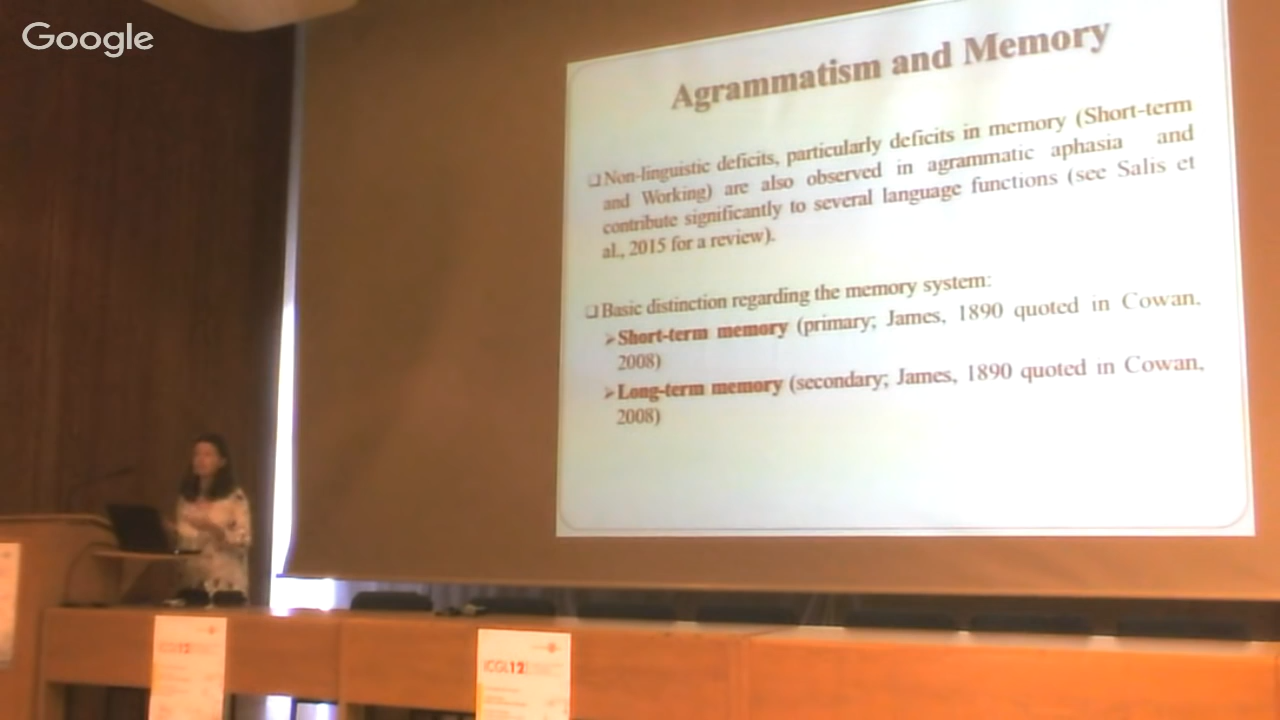 Google
Agrammatism and Memory
❑ Non-linguistic deficits, particularly deficits in memory (Short-term
and Working) are also observed in agrammatic aphasia and
contribute significantly to several language functions (see Salis et
al., 2015 for a review).
❑ Basic distinction regarding the memory system:
➢ Short-term memory (primary; James, 1890 quoted in Cowan,
2008)
➢ Long-term memory (secondary; James, 1890 quoted in Cowan,
2008)
ICGL12
ICGL12